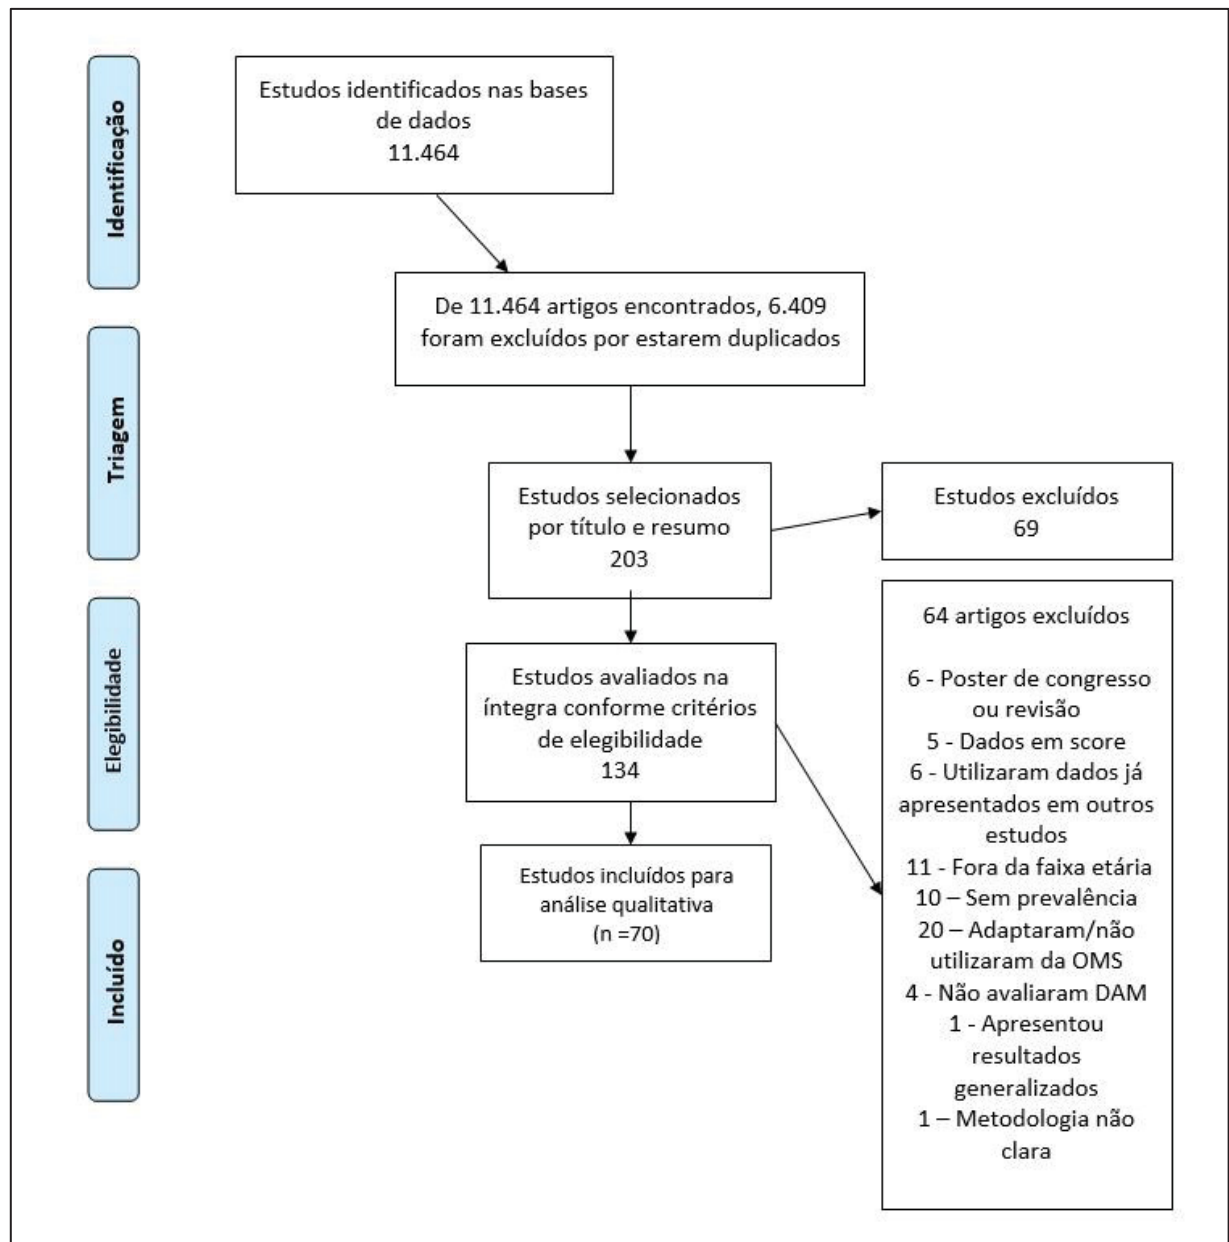 Identificação
Estudos identificados nas bases
de dados
11.464
De 11.464 artigos encontrados, 6.409
foram excluídos por estarem duplicados
Triagem
Estudos selecionados
por título e resumo
203
Estudos excluídos
69
Elegibilidade
Estudos avaliados na
íntegra conforme critérios
de elegibilidade
134
64 artigos excluídos
6 - Poster de congresso
ou revisão
5 - Dados em score
6 - Utilizaram dados já
apresentados em outros
estudos
11 - Fora da faixa etária
10 – Sem prevalência
20 – Adaptaram/não
utilizaram da OMS
4 - Não avaliaram DAM
1 - Apresentou
resultados
generalizados
1 – Metodologia não
clara
Incluído
Estudos incluídos para
análise qualitativa
(n =70)